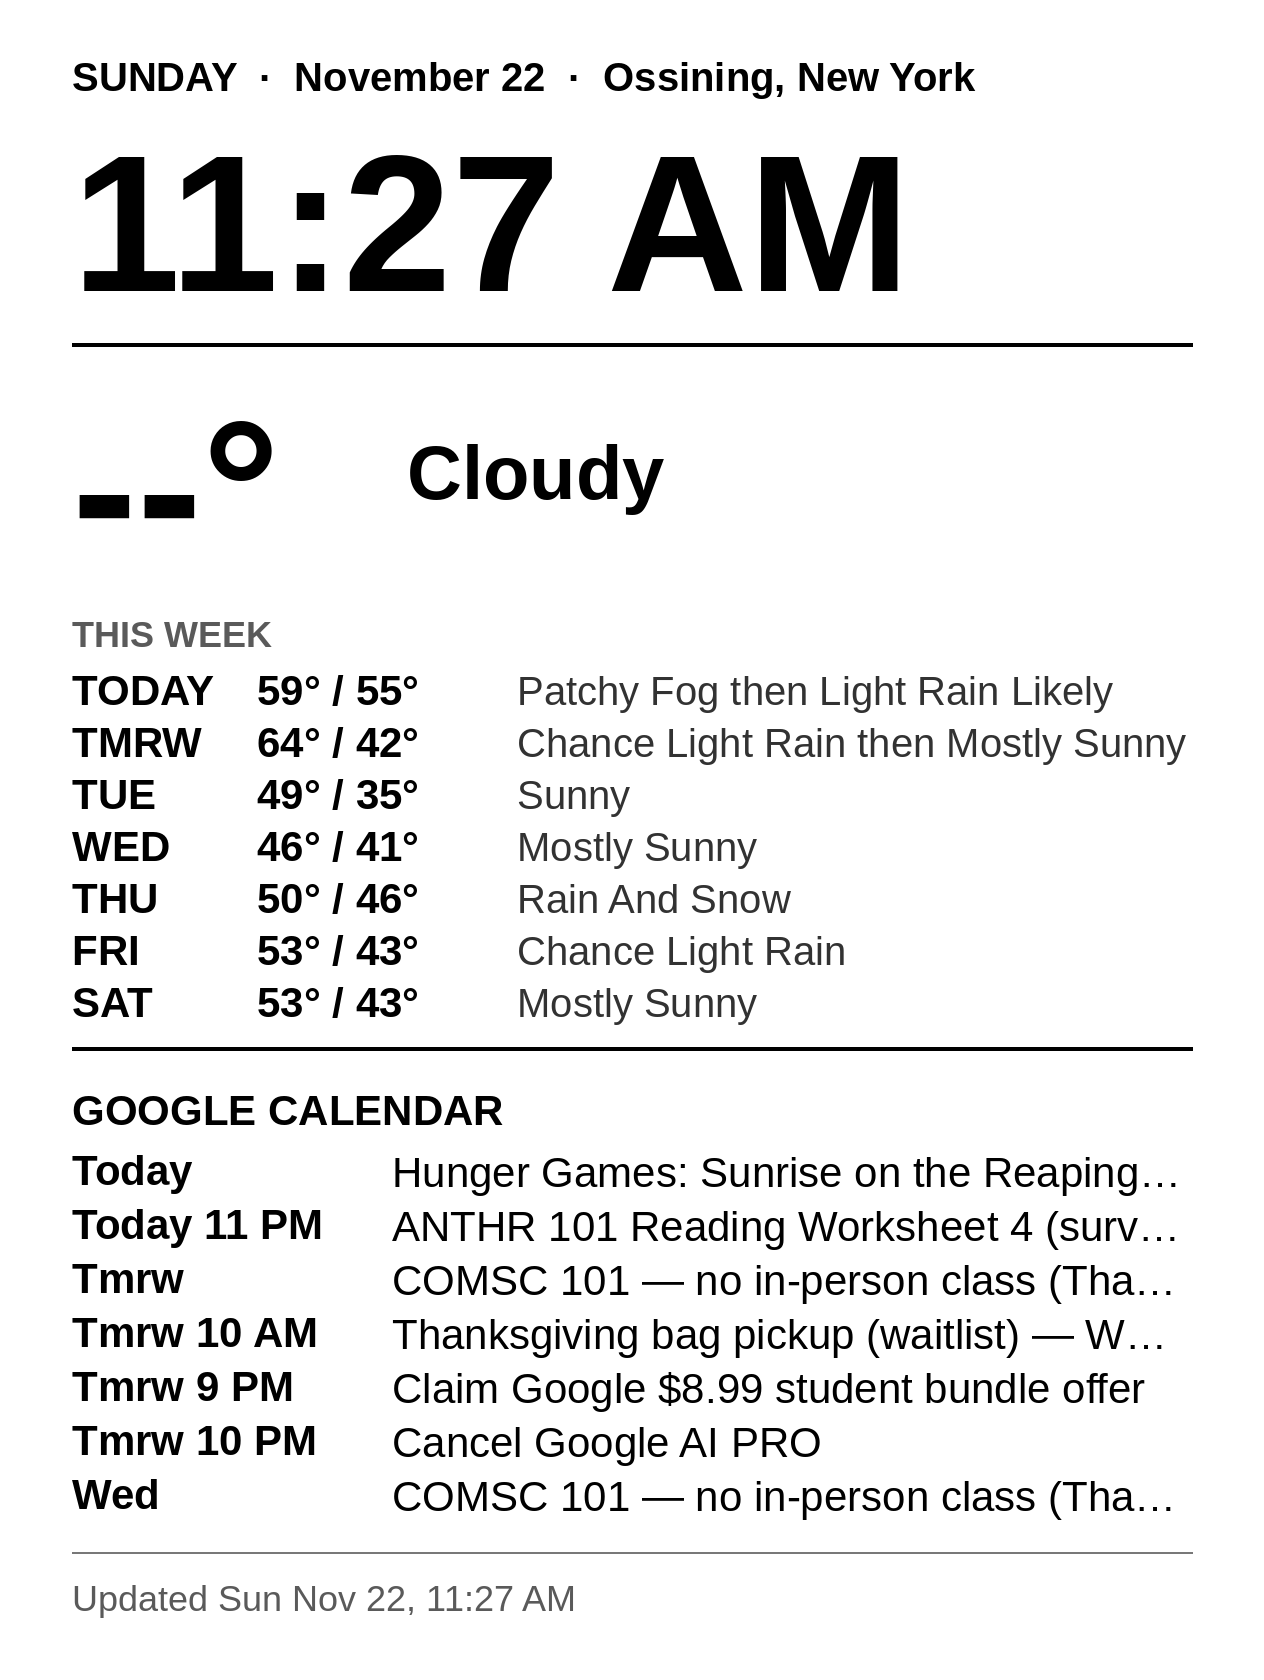 SUNDAY · November 22 · Ossining, New York
11:27 AM
--° Cloudy
THIS WEEK
TODAY 59° / 55° Patchy Fog then Light Rain Likely
TMRW 64° / 42° Chance Light Rain then Mostly Sunny
TUE 49° / 35° Sunny
WED 46° / 41° Mostly Sunny
THU 50° / 46° Rain And Snow
FRI 53° / 43° Chance Light Rain
SAT 53° / 43° Mostly Sunny
GOOGLE CALENDAR
Today Hunger Games: Sunrise on the Reaping…
Today 11 PM ANTHR 101 Reading Worksheet 4 (surv…
Tmrw COMSC 101 — no in-person class (Tha…
Tmrw 10 AM Thanksgiving bag pickup (waitlist) — W…
Tmrw 9 PM Claim Google $8.99 student bundle offer
Tmrw 10 PM Cancel Google AI PRO
Wed COMSC 101 — no in-person class (Tha…
Updated Sun Nov 22, 11:27 AM